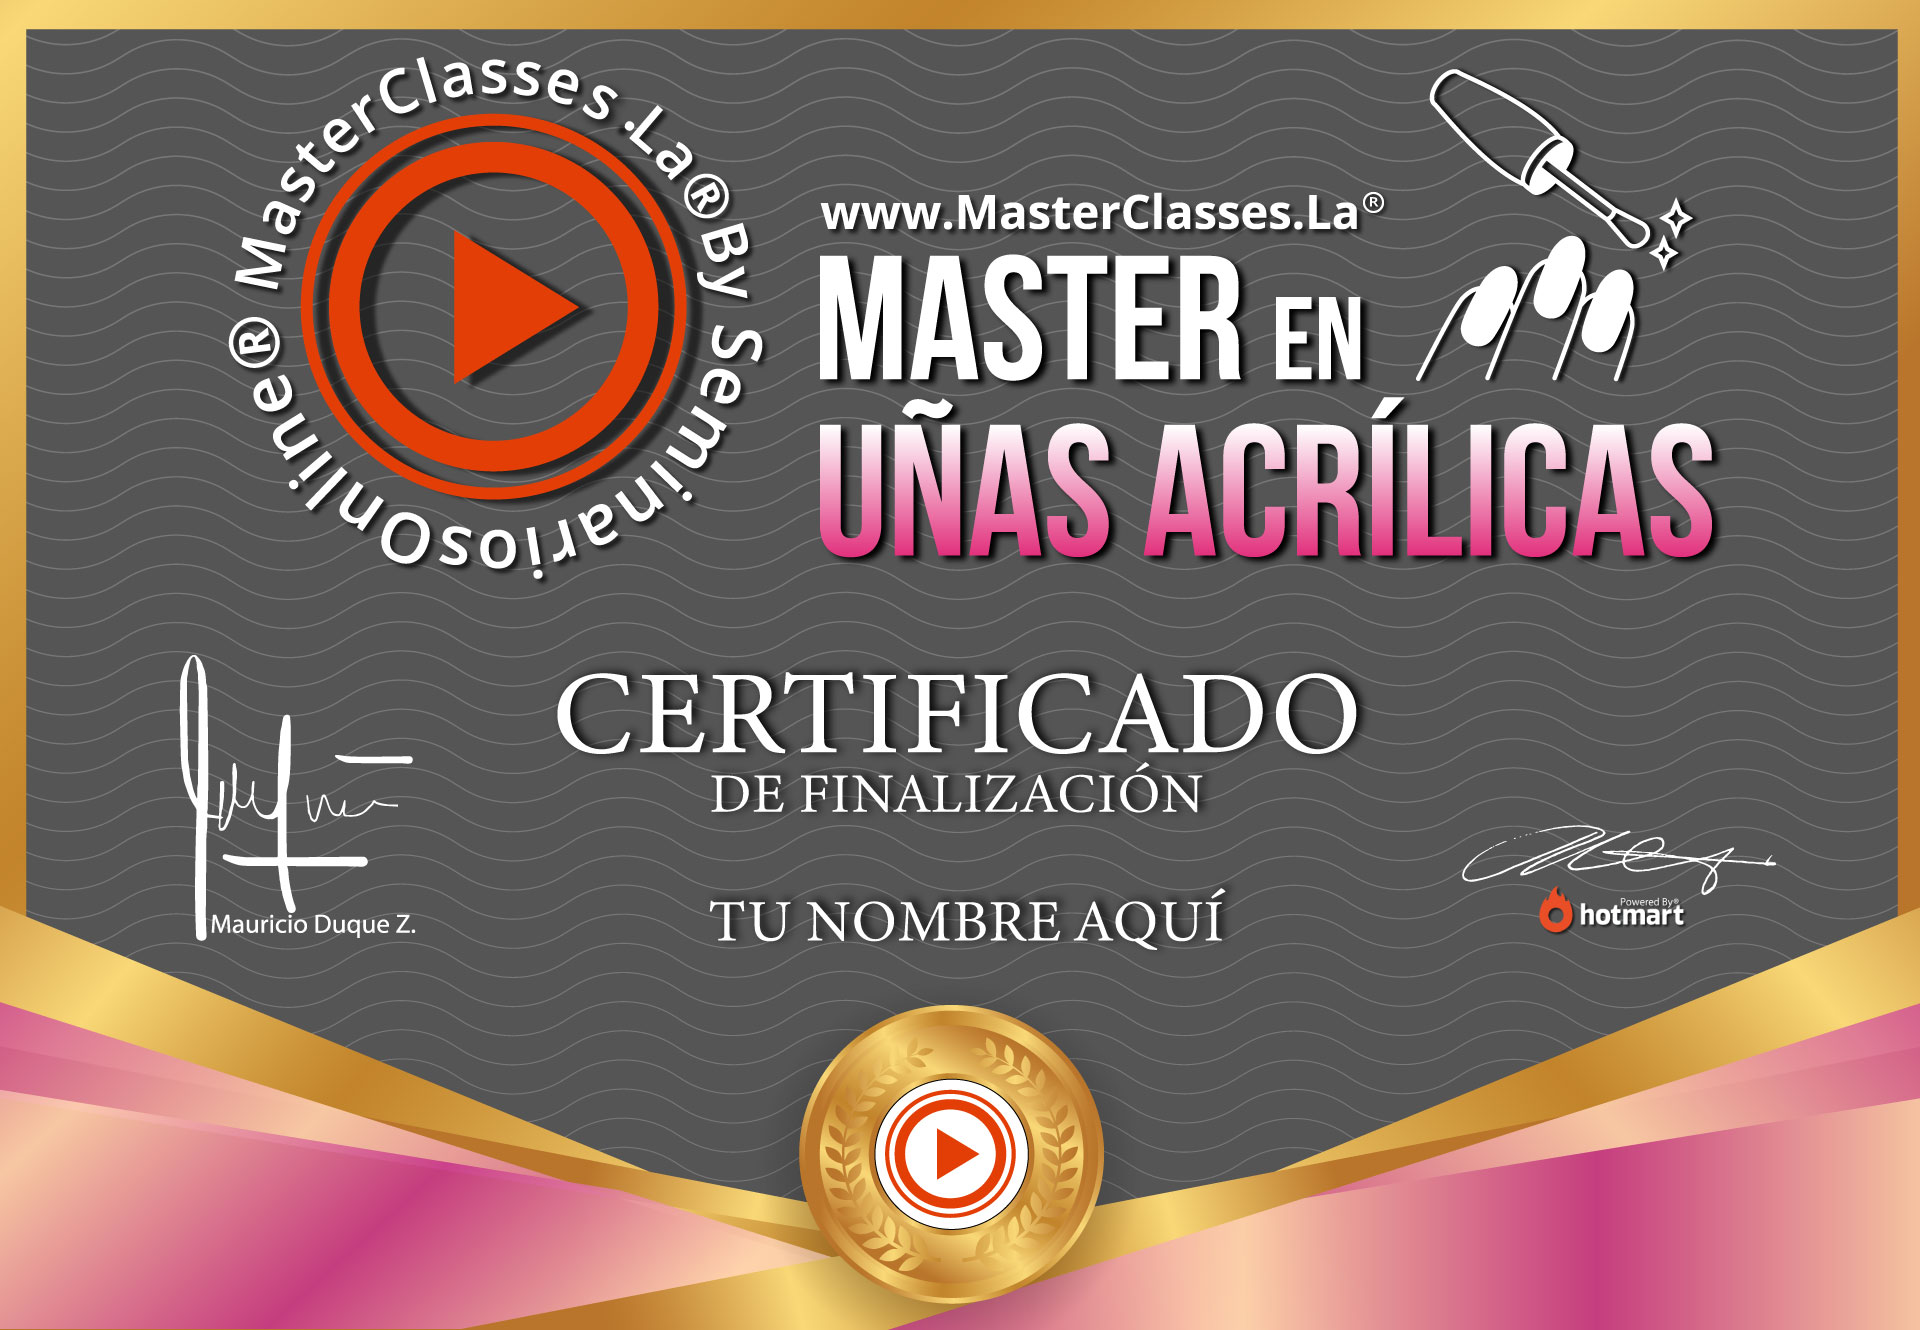 MasterClasses.La® By SeminariosOnline®
www.MasterClasses.La®
MASTER EN
UÑAS ACRÍLICAS
CERTIFICADO
DE FINALIZACIÓN
TU NOMBRE AQUÍ
Mauricio Duque Z.
Powered By®
hotmart